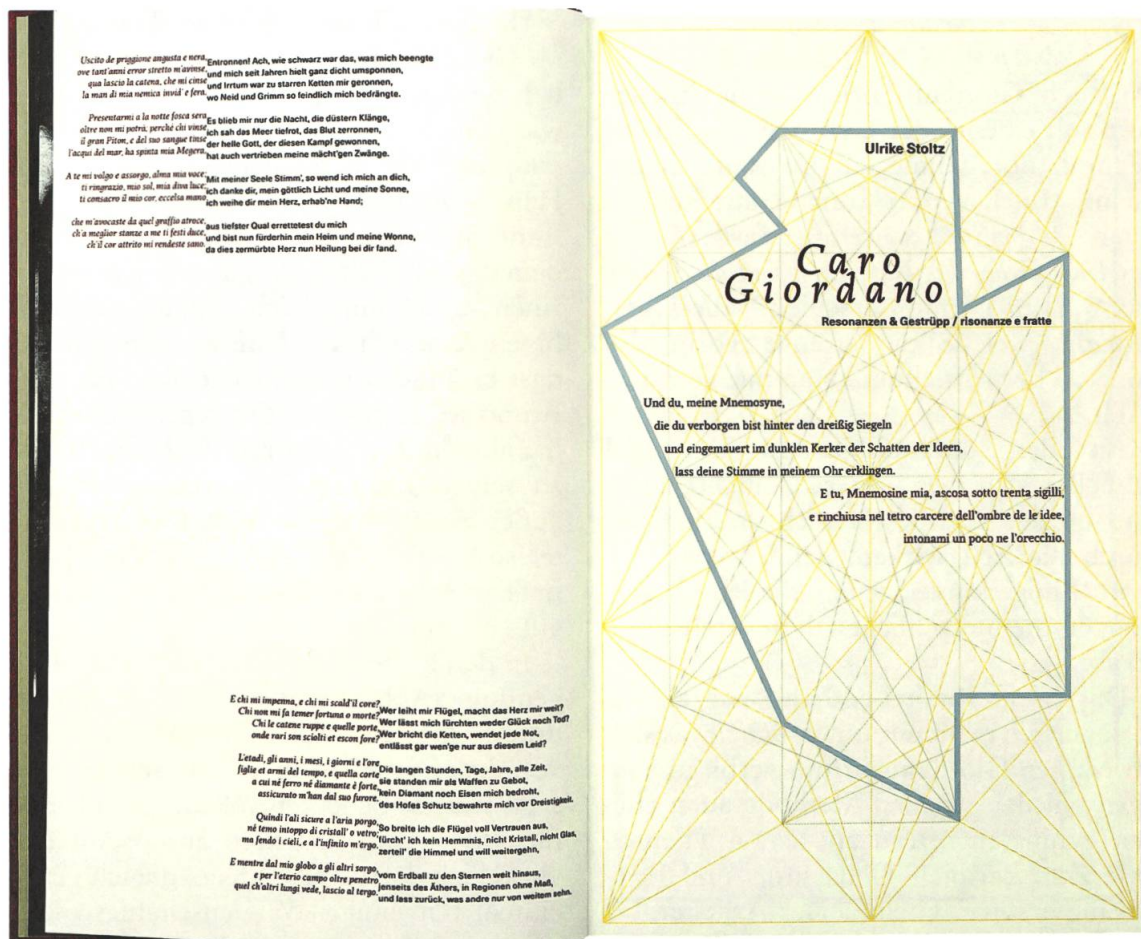 Uscito de priggione angusta e nera,
ove tant'anni error stretto m'avinse,
qua lascio la catena, che mi cinse
la man di mia nemica invid' e fera.
Presentarmi a la notte fosca sera
oltre non mi potrà, perché chi vinse
il gran Piton, e del suo sangue tinse
l'acqui del mar, ha spinta mia Megera.
A te mi volgo e assorgo, alma mia voce:
ti ringrazio, mio sol, mia diva luce;
ti consacro il mio cor, eccelsa mano,
che m'avocaste da quel graffio atroce,
ch'a meglior stanze a me ti festi duce,
ch'il cor attrito mi rendeste sano.
Entronnen! Ach, wie schwarz war das, was mich beengte
und mich seit Jahren hielt ganz dicht umsponnen,
und Irrtum war zu starren Ketten mir geronnen,
wo Neid und Grimm so feindlich mich bedrängte.
Es blieb mir nur die Nacht, die düstern Klänge,
ich sah das Meer tiefrot, das Blut zerronnen,
der helle Gott, der diesen Kampf gewonnen,
hat auch vertrieben meine mächt'gen Zwänge.
Mit meiner Seele Stimm', so wend ich mich an dich,
ich danke dir, mein göttlich Licht und meine Sonne,
ich weihe dir mein Herz, erhab'ne Hand;
aus tiefster Qual errettetest du mich
und bist nun fürderhin mein Heim und meine Wonne,
da dies zermürbte Herz nun Heilung bei dir fand.
E chi mi impenna, e chi mi scald'il core?
Chi non mi fa temer fortuna o morte?
Chi le catene ruppe e quelle porte,
onde rari son sciolti et escon fore?
L'etadi, gli anni, i mesi, i giorni e l'ore
figlie et armi del tempo, e quella corte
a cui né ferro né diamante è forte,
assicurato m'han dal suo furore.
Quindi l'ali sicure a l'aria porgo,
né temo intoppo di cristall' o vetro;
ma fendo i cieli, e a l'infinito m'ergo.
E mentre dal mio globo a gli altri sorgo,
e per l'eterio campo oltre penetro
quel ch'altri lungi vede, lascio al tergo.
Wer leiht mir Flügel, macht das Herz mir weit?
Wer lässt mich fürchten weder Glück noch Tod?
Wer bricht die Ketten, wendet jede Not,
entlässt gar wen'ge nur aus diesem Leid?
Die langen Stunden, Tage, Jahre, alle Zeit,
sie standen mir als Waffen zu Gebot,
kein Diamant noch Eisen mich bedroht,
des Hofes Schutz bewahrte mich vor Dreistigkeit.
So breite ich die Flügel voll Vertrauen aus,
fürcht' ich kein Hemmnis, nicht Kristall, nicht Glas,
zerteil' die Himmel und will weitergehn,
vom Erdball zu den Sternen weit hinaus,
jenseits des Äthers, in Regionen ohne Maß,
und lass zurück, was andre nur von weitem sehn.
Ulrike Stoltz
Caro
Giordano
Resonanzen & Gestrüpp / risonanze e fratte
Und du, meine Mnemosyne,
die du verborgen bist hinter den dreißig Siegeln
und eingemauert im dunklen Kerker der Schatten der Ideen,
lass deine Stimme in meinem Ohr erklingen.
E tu, Mnemosine mia, ascosa sotto trenta sigilli,
e rinchiusa nel tetro carcere dell'ombre de le idee,
intonami un poco ne l'orecchio.